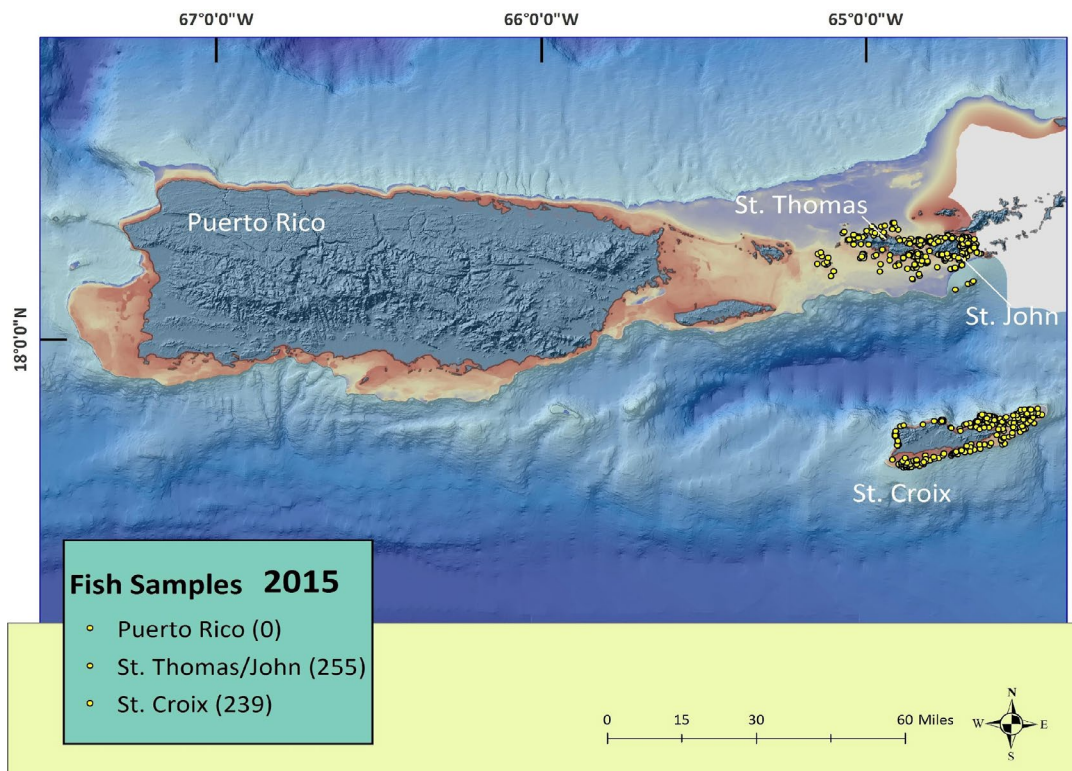 67°0'0"W 66°0'0"W 65°0'0"W
Puerto Rico
St. Thomas
St. John
18°0'0"N
St. Croix
Fish Samples 2015
Puerto Rico (0)
St. Thomas/John (255)
St. Croix (239)
0 15 30 60 Miles
N
W E
S